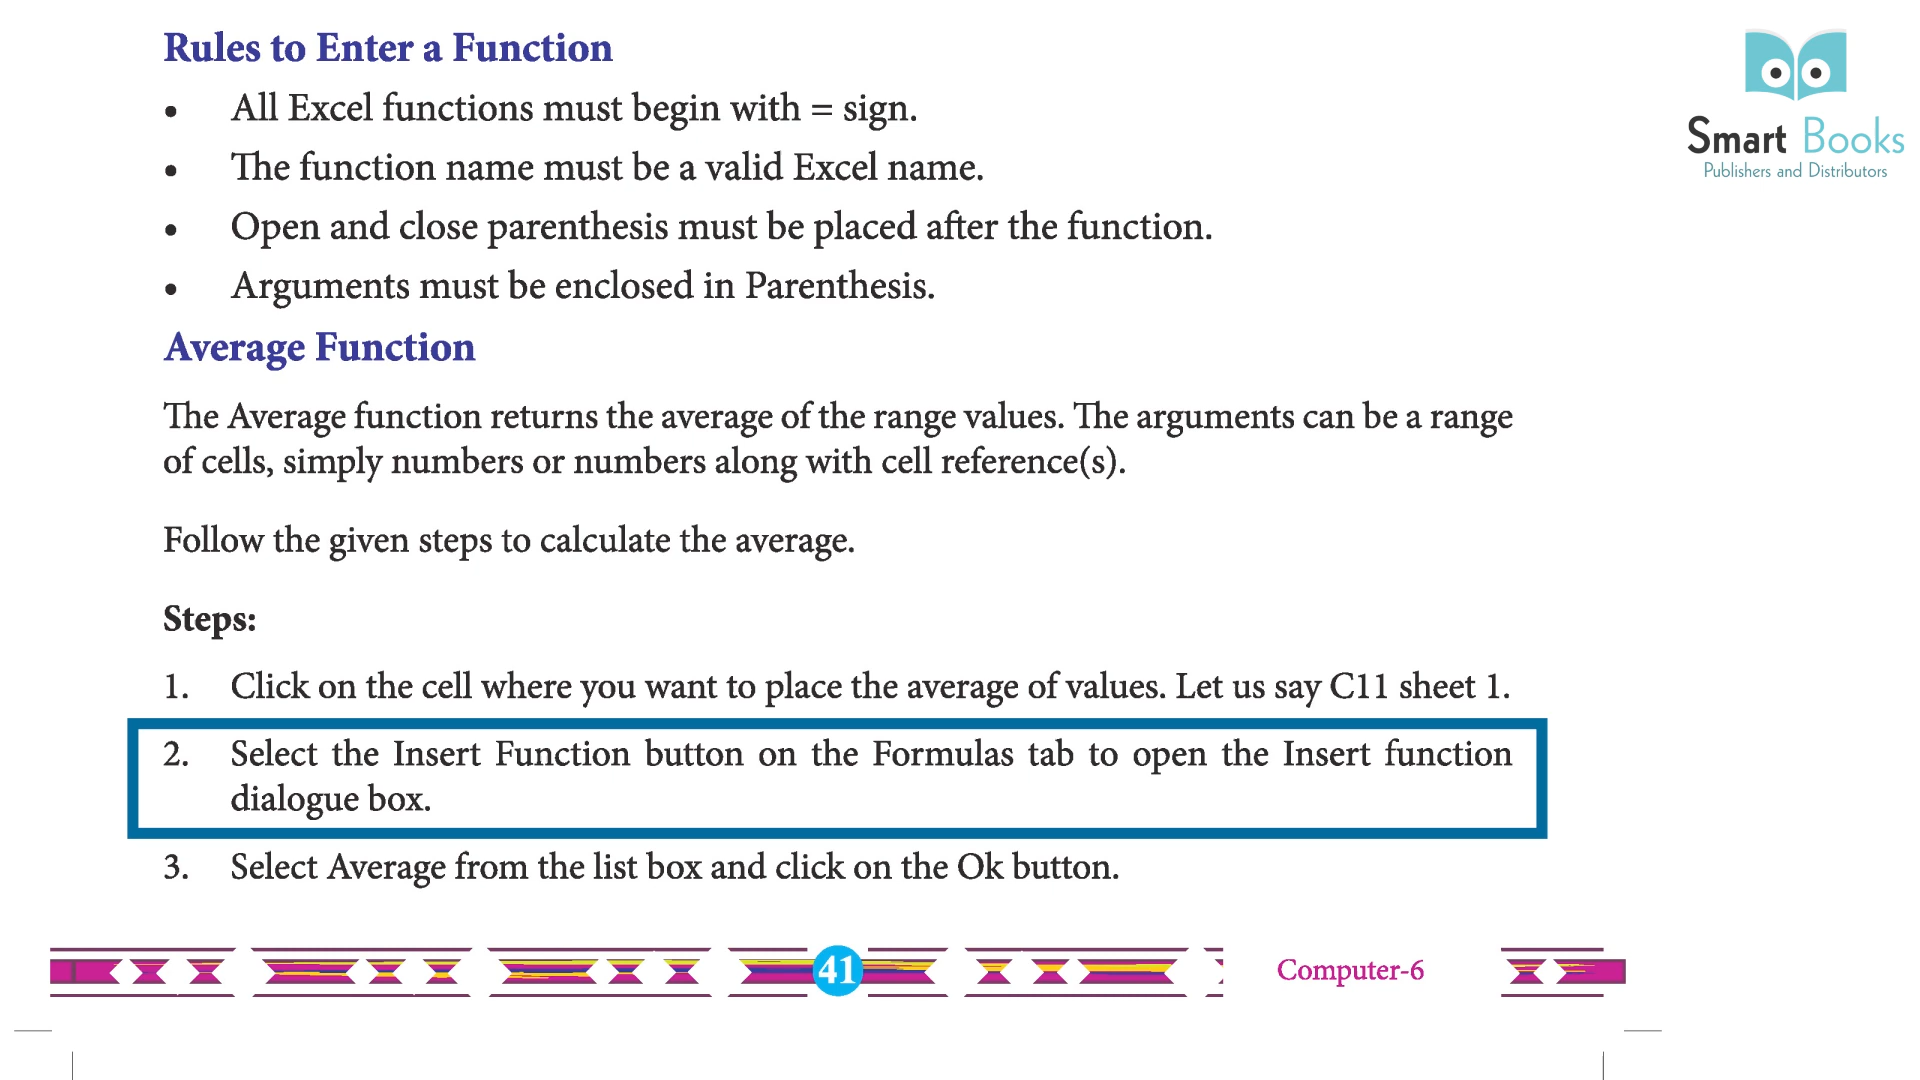 Rules to Enter a Function
• All Excel functions must begin with = sign.
• The function name must be a valid Excel name.
• Open and close parenthesis must be placed after the function.
• Arguments must be enclosed in Parenthesis.
Average Function
The Average function returns the average of the range values. The arguments can be a range
of cells, simply numbers or numbers along with cell reference(s).
Follow the given steps to calculate the average.
Steps:
1. Click on the cell where you want to place the average of values. Let us say C11 sheet 1.
2. Select the Insert Function button on the Formulas tab to open the Insert function
dialogue box.
3. Select Average from the list box and click on the Ok button.
41
Computer-6
Smart Books
Publishers and Distributors